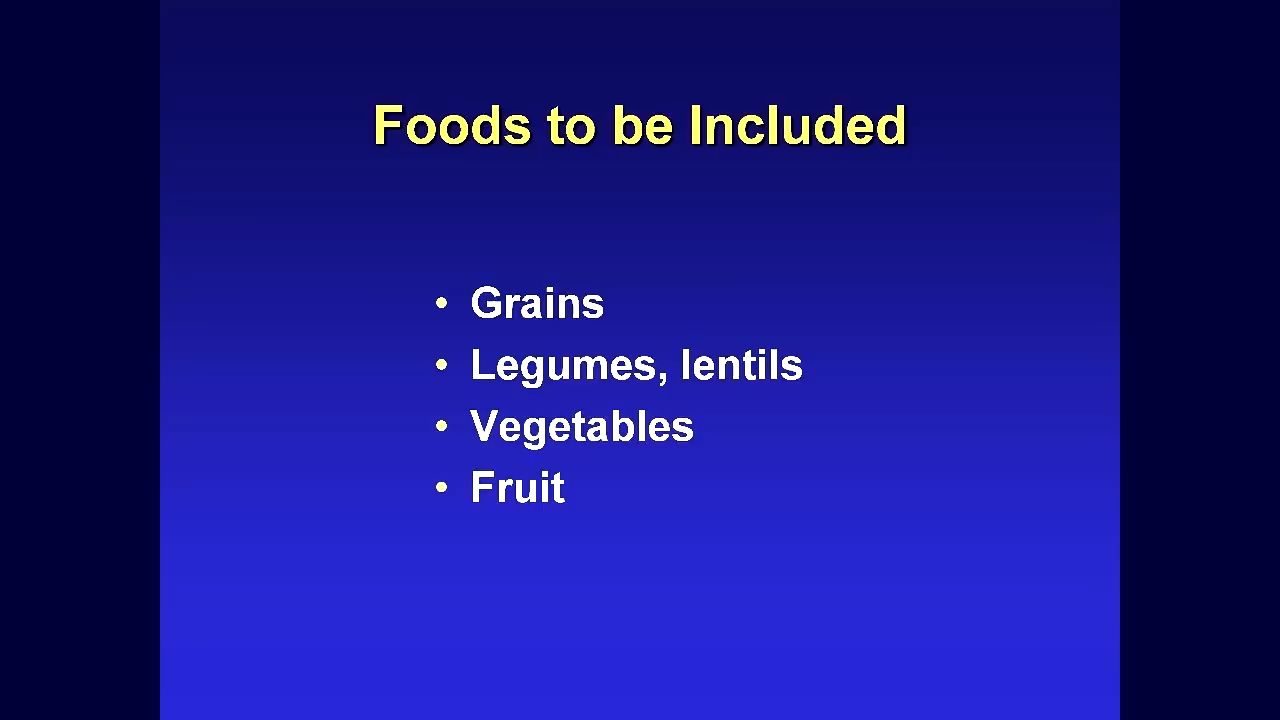 Foods to be Included
• Grains
• Legumes, lentils
• Vegetables
• Fruit